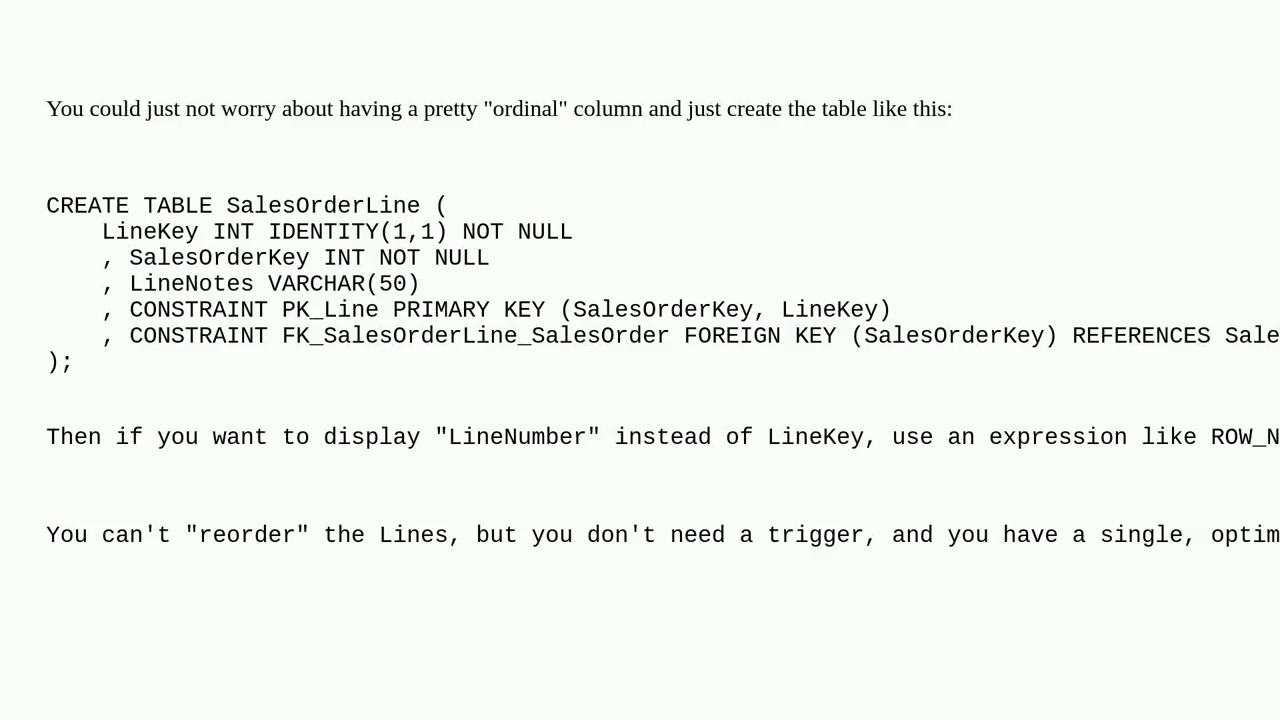 You could just not worry about having a pretty "ordinal" column and just create the table like this:
CREATE TABLE SalesOrderLine (
    LineKey INT IDENTITY(1,1) NOT NULL
    , SalesOrderKey INT NOT NULL
    , LineNotes VARCHAR(50)
    , CONSTRAINT PK_Line PRIMARY KEY (SalesOrderKey, LineKey)
    , CONSTRAINT FK_SalesOrderLine_SalesOrder FOREIGN KEY (SalesOrderKey) REFERENCES Sale
);
Then if you want to display "LineNumber" instead of LineKey, use an expression like ROW_N
You can't "reorder" the Lines, but you don't need a trigger, and you have a single, optim